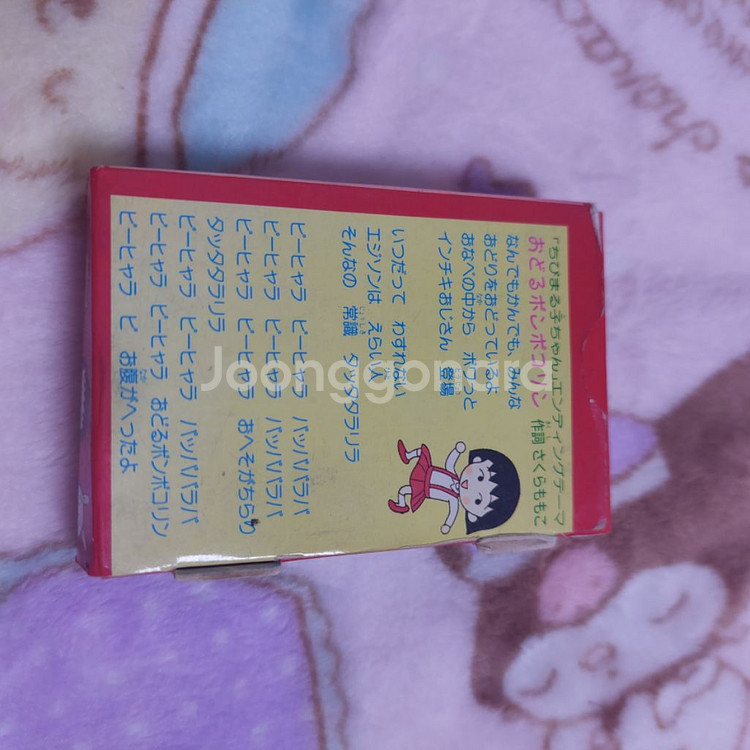 「ちびまる子ちゃん」エンディングテーマ
おどるポンポコリン 作詞 さくらももこ
なんでもかんでも、みんな
おどりをおどっているよ
おなべの中から ボワっと
インチキおじさん 登場
いつだって わすれない
エジソンは えらい人
そんなの 常識 タッタタラリラ
ピーヒャラ ピーヒャラ パッパパラパ
ピーヒャラ ピーヒャラ パッパパラパ
ピーヒャラ ピーヒャラ おへそがちらり
タッタタラリラ
ピーヒャラ ピーヒャラ パッパパラパ
ピーヒャラ ピーヒャラ おどるポンポコリン
ピーヒャラ ピ お腹がへったよ
Joonggonara